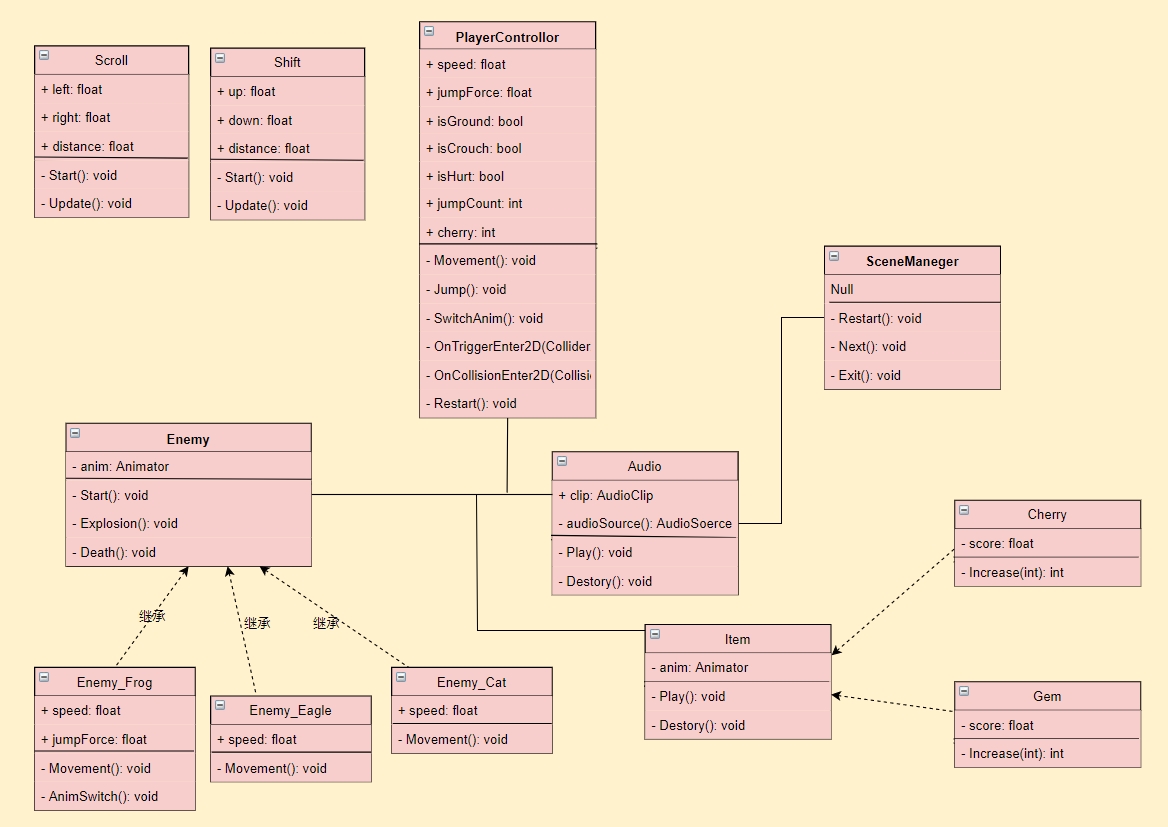 Scroll
+ left: float
+ right: float
+ distance: float
- Start(): void
- Update(): void
Shift
+ up: float
+ down: float
+ distance: float
- Start(): void
- Update(): void
PlayerControllor
+ speed: float
+ jumpForce: float
+ isGround: bool
+ isCrouch: bool
+ isHurt: bool
+ jumpCount: int
+ cherry: int
- Movement(): void
- Jump(): void
- SwitchAnim(): void
- OnTriggerEnter2D(Collider
- OnCollisionEnter2D(Collisi
- Restart(): void
SceneManeger
Null
- Restart(): void
- Next(): void
- Exit(): void
Enemy
- anim: Animator
- Start(): void
- Explosion(): void
- Death(): void
Audio
+ clip: AudioClip
- audioSource(): AudioSoerce
- Play(): void
- Destory(): void
Cherry
- score: float
- Increase(int): int
继承
继承
继承
Item
- anim: Animator
- Play(): void
- Destory(): void
Enemy_Frog
+ speed: float
+ jumpForce: float
- Movement(): void
- AnimSwitch(): void
Enemy_Eagle
+ speed: float
- Movement(): void
Enemy_Cat
+ speed: float
- Movement(): void
Gem
- score: float
- Increase(int): int